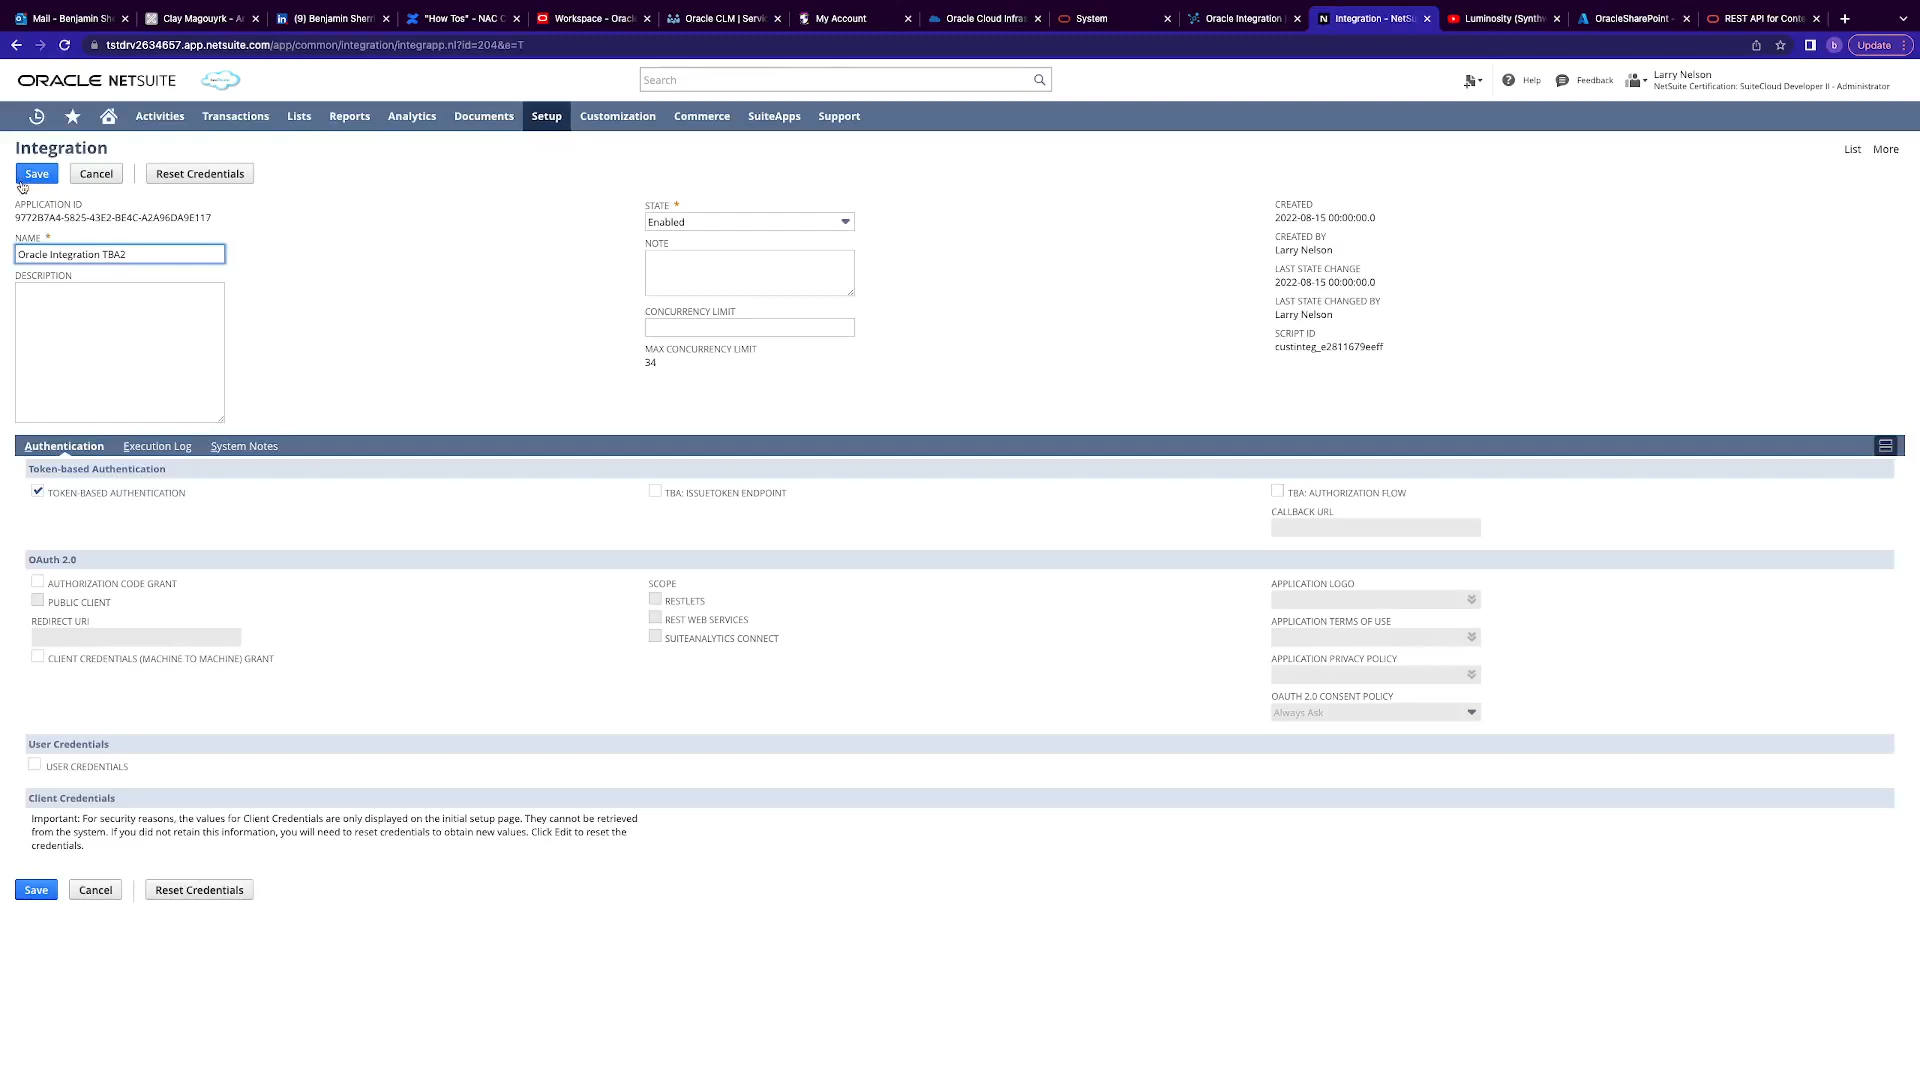 Mail - Benjamin Sh
Clay Magouyrk - Ar
(9) Benjamin Sherri
"How Tos" - NAC C
Workspace - Oracl
Oracle CLM | Servi
My Account
Oracle Cloud Infras
System
Oracle Integration
Integration - NetSu
Luminosity (Synthw
OracleSharePoint -
REST API for Conte
tstdrv2634657.app.netsuite.com/app/common/integration/integrapp.nl?id=204&e=T
b
Update
ORACLE NETSUITE
Search
Help
Feedback
Larry Nelson
NetSuite Certification: SuiteCloud Developer II - Administrator
Activities
Transactions
Lists
Reports
Analytics
Documents
Setup
Customization
Commerce
SuiteApps
Support
Integration
List
More
Save
Cancel
Reset Credentials
APPLICATION ID
9772B7A4-5825-43E2-BE4C-A2A96DA9E117
NAME *
Oracle Integration TBA2
DESCRIPTION
STATE *
Enabled
NOTE
CONCURRENCY LIMIT
MAX CONCURRENCY LIMIT
34
CREATED
2022-08-15 00:00:00.0
CREATED BY
Larry Nelson
LAST STATE CHANGE
2022-08-15 00:00:00.0
LAST STATE CHANGED BY
Larry Nelson
SCRIPT ID
custinteg_e2811679eeff
Authentication
Execution Log
System Notes
Token-based Authentication
TOKEN-BASED AUTHENTICATION
TBA: ISSUETOKEN ENDPOINT
TBA: AUTHORIZATION FLOW
CALLBACK URL
OAuth 2.0
AUTHORIZATION CODE GRANT
PUBLIC CLIENT
REDIRECT URI
CLIENT CREDENTIALS (MACHINE TO MACHINE) GRANT
SCOPE
RESTLETS
REST WEB SERVICES
SUITEANALYTICS CONNECT
APPLICATION LOGO
APPLICATION TERMS OF USE
APPLICATION PRIVACY POLICY
OAUTH 2.0 CONSENT POLICY
Always Ask
User Credentials
USER CREDENTIALS
Client Credentials
Important: For security reasons, the values for Client Credentials are only displayed on the initial setup page. They cannot be retrieved
from the system. If you did not retain this information, you will need to reset credentials to obtain new values. Click Edit to reset the
credentials.
Save
Cancel
Reset Credentials